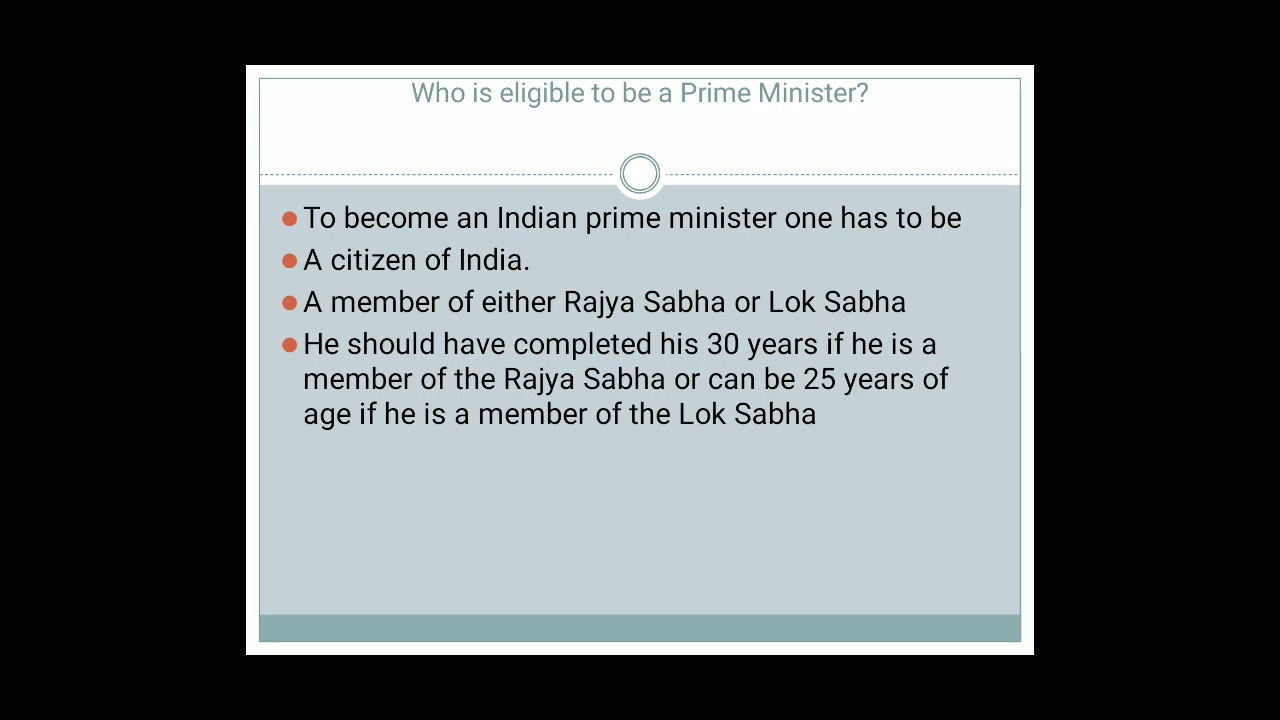 Who is eligible to be a Prime Minister?
To become an Indian prime minister one has to be
A citizen of India.
A member of either Rajya Sabha or Lok Sabha
He should have completed his 30 years if he is a
member of the Rajya Sabha or can be 25 years of
age if he is a member of the Lok Sabha